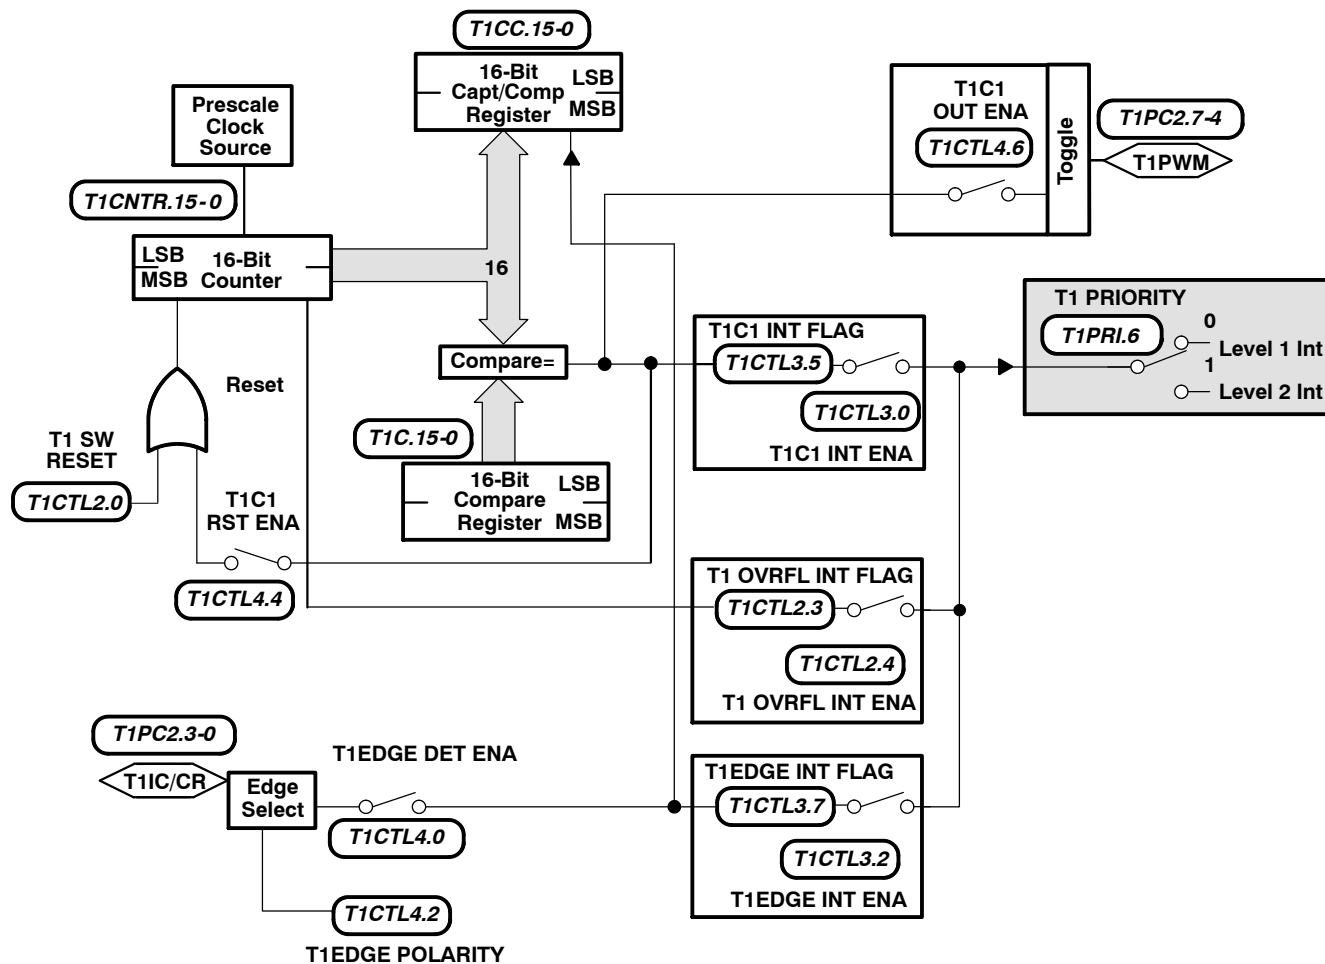 T1CC.15-0
16-Bit
Capt/Comp
Register
LSB
MSB
Prescale
Clock
Source
T1CNTR.15-0
LSB
MSB
16-Bit
Counter
16
T1C1
OUT ENA
T1CTL4.6
Toggle
T1PC2.7-4
T1PWM
Compare=
Reset
T1 SW
RESET
T1CTL2.0
T1C1
RST ENA
T1CTL4.4
T1C.15-0
16-Bit
Compare
Register
LSB
MSB
T1C1 INT FLAG
T1CTL3.5
T1CTL3.0
T1C1 INT ENA
T1 PRIORITY
T1PRI.6
0
Level 1 Int
1
Level 2 Int
T1 OVRFL INT FLAG
T1CTL2.3
T1CTL2.4
T1 OVRFL INT ENA
T1PC2.3-0
T1IC/CR
Edge
Select
T1EDGE DET ENA
T1CTL4.0
T1CTL4.2
T1EDGE POLARITY
T1EDGE INT FLAG
T1CTL3.7
T1CTL3.2
T1EDGE INT ENA